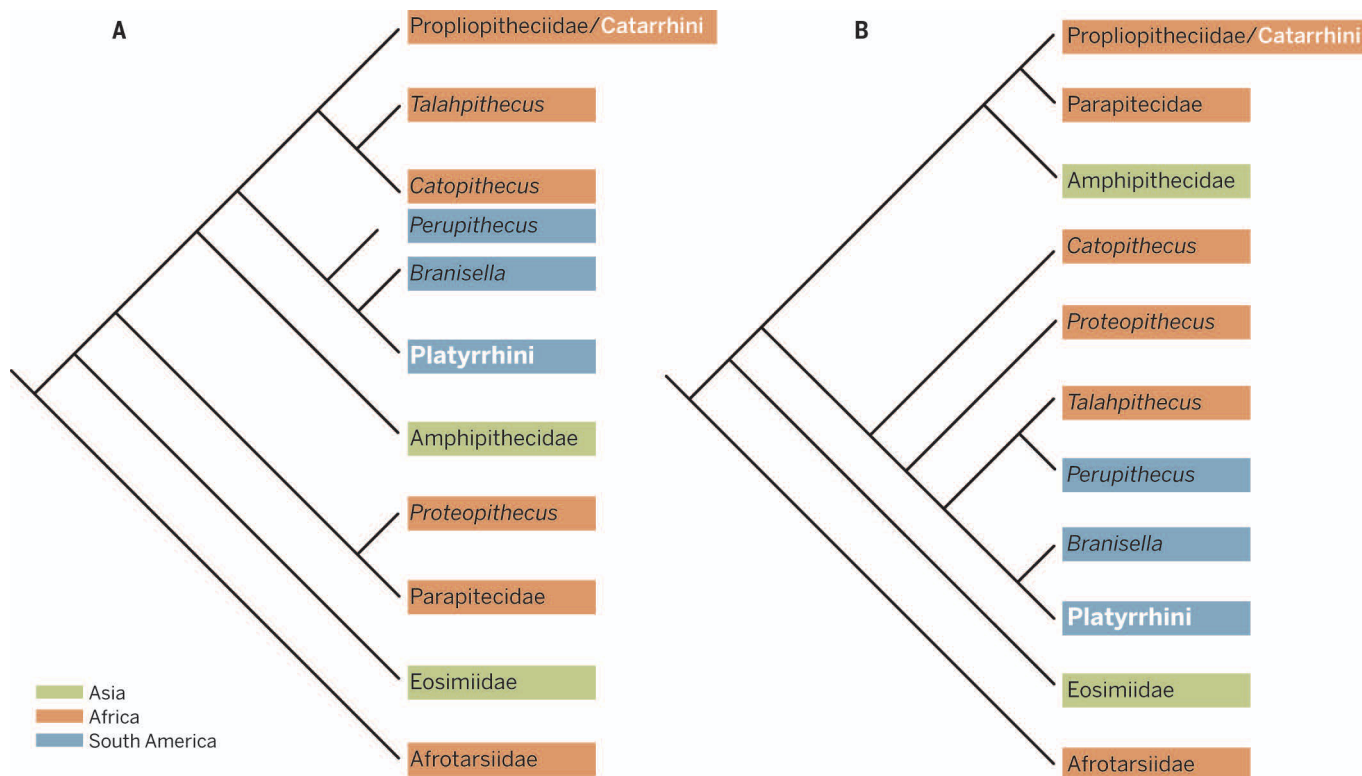 A
Propliopitheciidae/Catarrhini
Talahpithecus
Catopithecus
Perupithecus
Branisella
Platyrrhini
Amphipithecidae
Proteopithecus
Parapitecidae
Eosimiidae
Afrotarsiidae
Asia
Africa
South America
B
Propliopitheciidae/Catarrhini
Parapitecidae
Amphipithecidae
Catopithecus
Proteopithecus
Talahpithecus
Perupithecus
Branisella
Platyrrhini
Eosimiidae
Afrotarsiidae